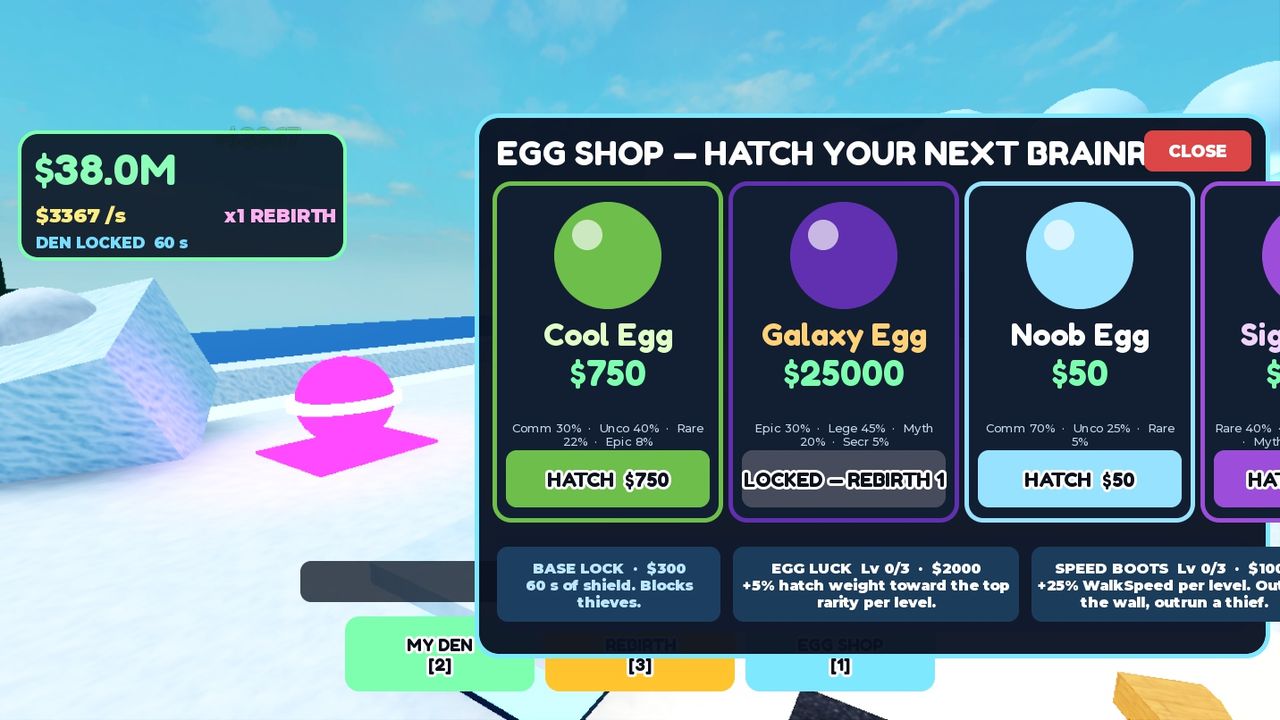 $38.0M
$3367 /s
x1 REBIRTH
DEN LOCKED 60 s
EGG SHOP — HATCH YOUR NEXT BRAINR
CLOSE
Cool Egg
$750
Comm 30% · Unco 40% · Rare
22% · Epic 8%
HATCH $750
Galaxy Egg
$25000
Epic 30% · Lege 45% · Myth
20% · Secr 5%
LOCKED — REBIRTH 1
Noob Egg
$50
Comm 70% · Unco 25% · Rare
5%
HATCH $50
Sig
$
Rare 40% ·
· Myth
HAT
BASE LOCK · $300
60 s of shield. Blocks
thieves.
EGG LUCK Lv 0/3 · $2000
+5% hatch weight toward the top
rarity per level.
SPEED BOOTS Lv 0/3 · $100
+25% WalkSpeed per level. Out
the wall, outrun a thief.
MY DEN
[2]
REBIRTH
[3]
EGG SHOP
[1]